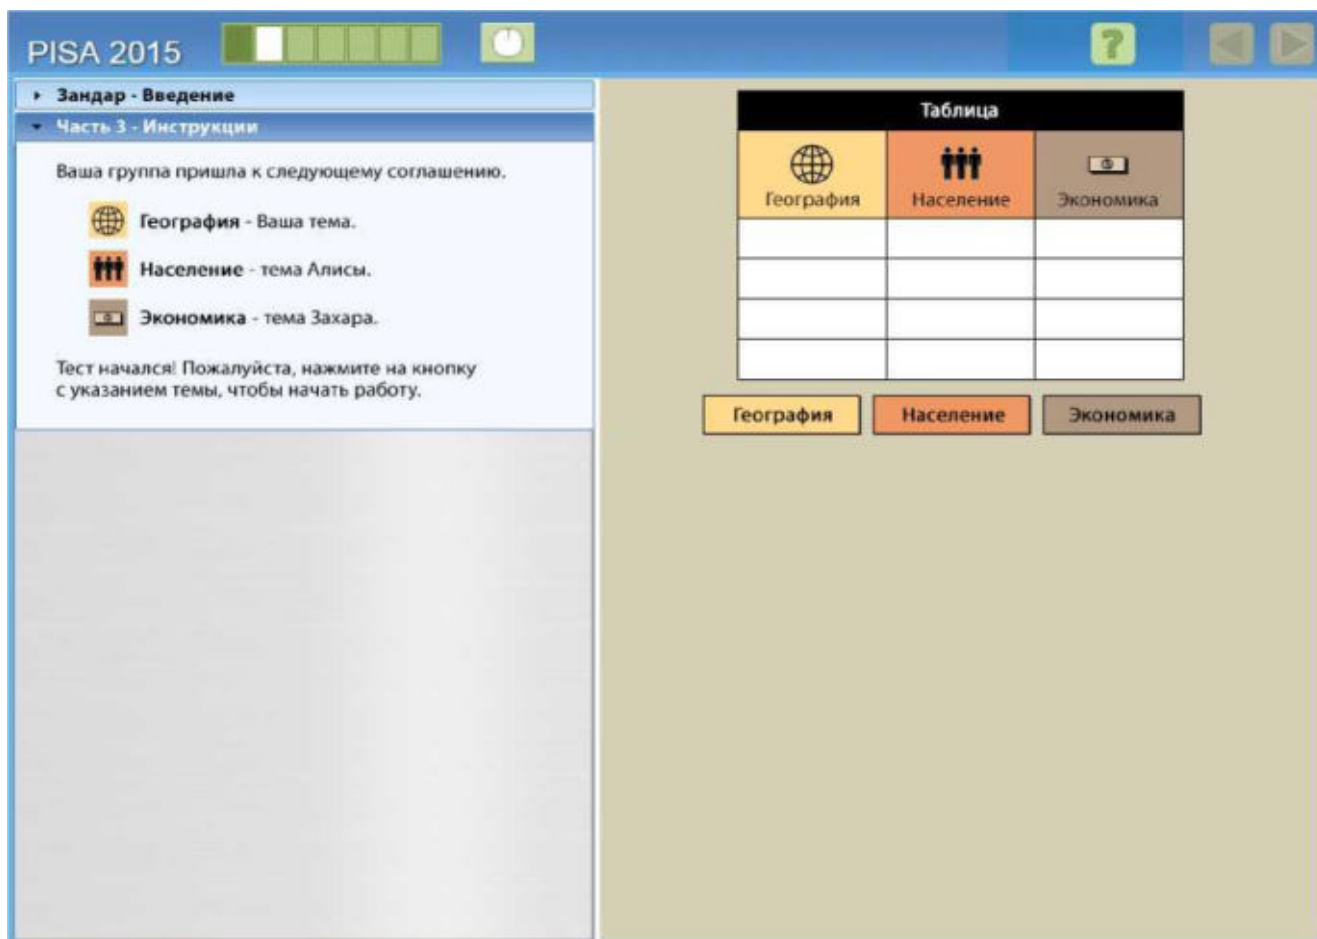 PISA 2015
?
Зандар - Введение
Часть 3 - Инструкции
Ваша группа пришла к следующему соглашению.
География - Ваша тема.
Население - тема Алисы.
Экономика - тема Захара.
Тест начался! Пожалуйста, нажмите на кнопку
с указанием темы, чтобы начать работу.
Таблица
География Население Экономика
География Население Экономика